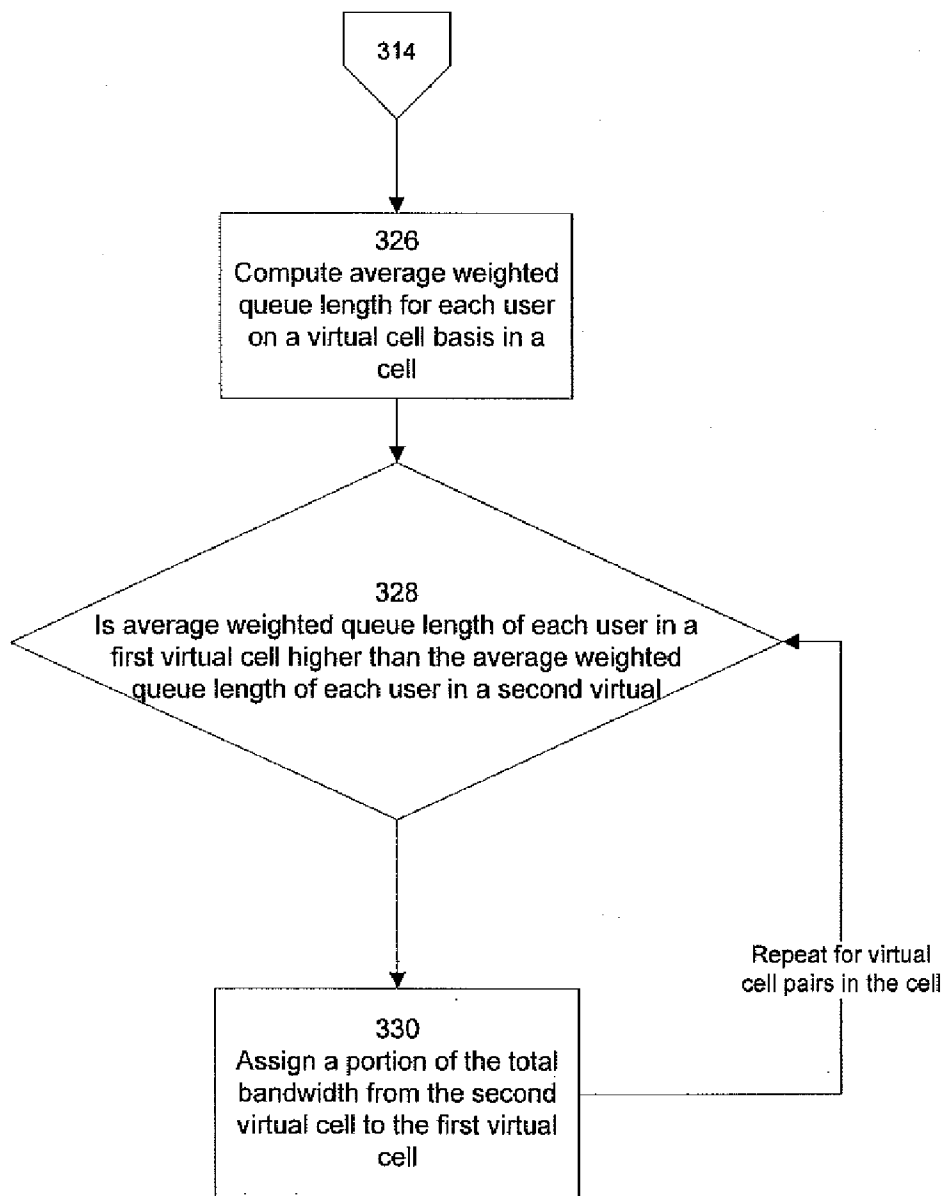 314
326
Compute average weighted
queue length for each user
on a virtual cell basis in a
cell
328
Is average weighted queue length of each user in a
first virtual cell higher than the average weighted
queue length of each user in a second virtual
Repeat for virtual
cell pairs in the cell
330
Assign a portion of the total
bandwidth from the second
virtual cell to the first virtual
cell